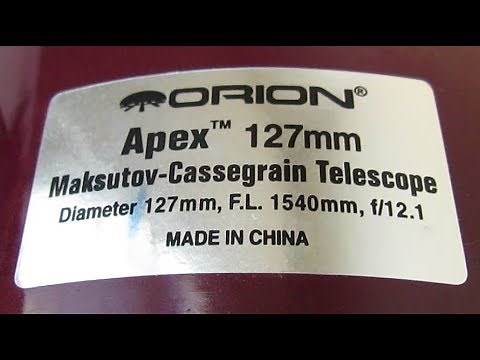 ORION®
Apex™ 127mm
Maksutov-Cassegrain Telescope
Diameter 127mm, F.L. 1540mm, f/12.1
MADE IN CHINA